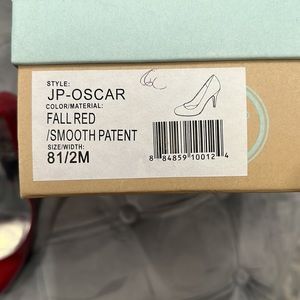 STYLE:
JP-OSCAR
COLOR/MATERIAL:
FALL RED
/SMOOTH PATENT
SIZE/WIDTH:
81/2M
8 84859 10012 4